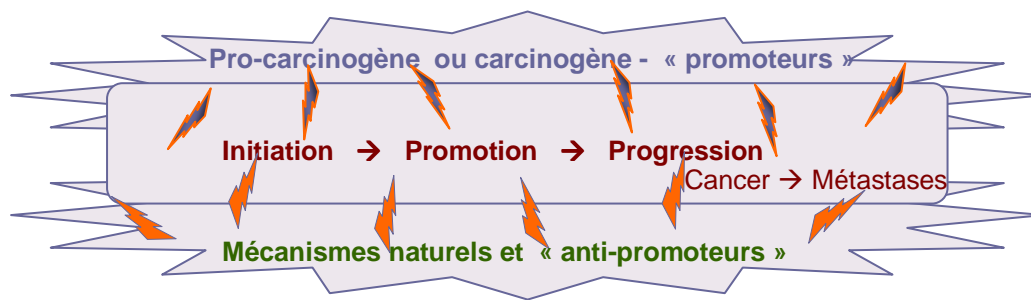 Pro-carcinogène ou carcinogène - « promoteurs »
Initiation → Promotion → Progression
Cancer → Métastases
Mécanismes naturels et « anti-promoteurs »